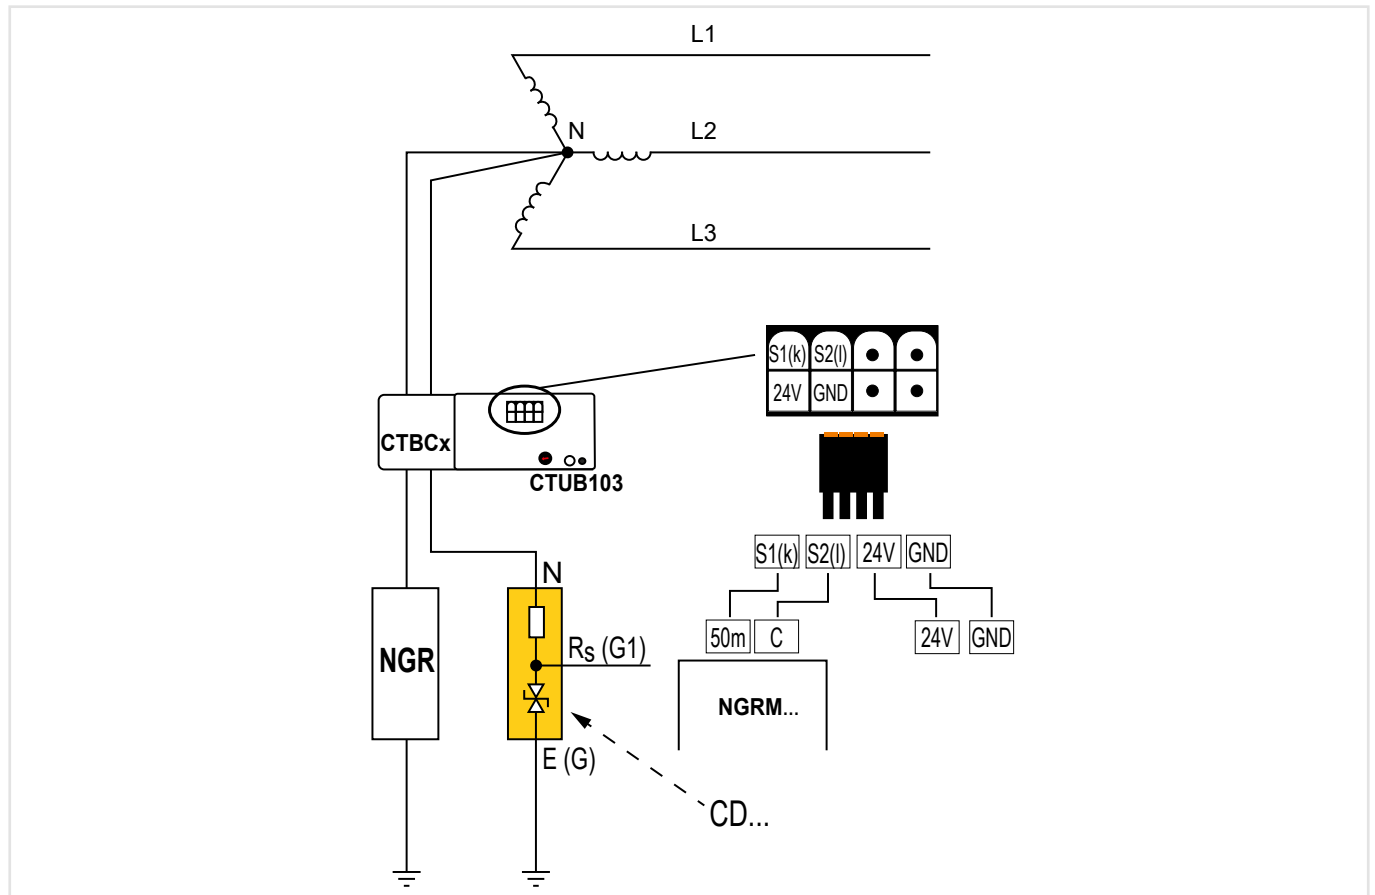 L1
N
L2
L3
S1(k) S2(l)
24V GND
CTBCx
CTUB103
S1(k) S2(l) 24V GND
N
50m C 24V GND
NGR
Rs (G1)
NGRM...
E (G)
CD...